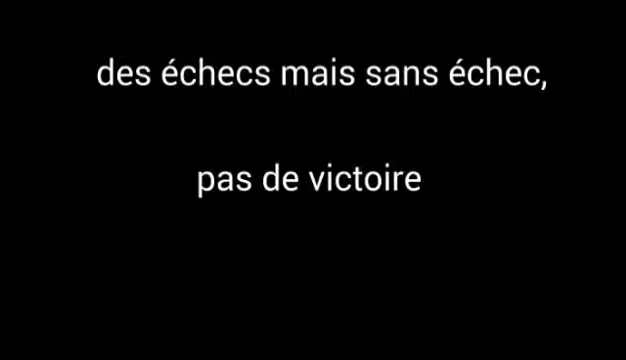 des échecs mais sans échec,
pas de victoire